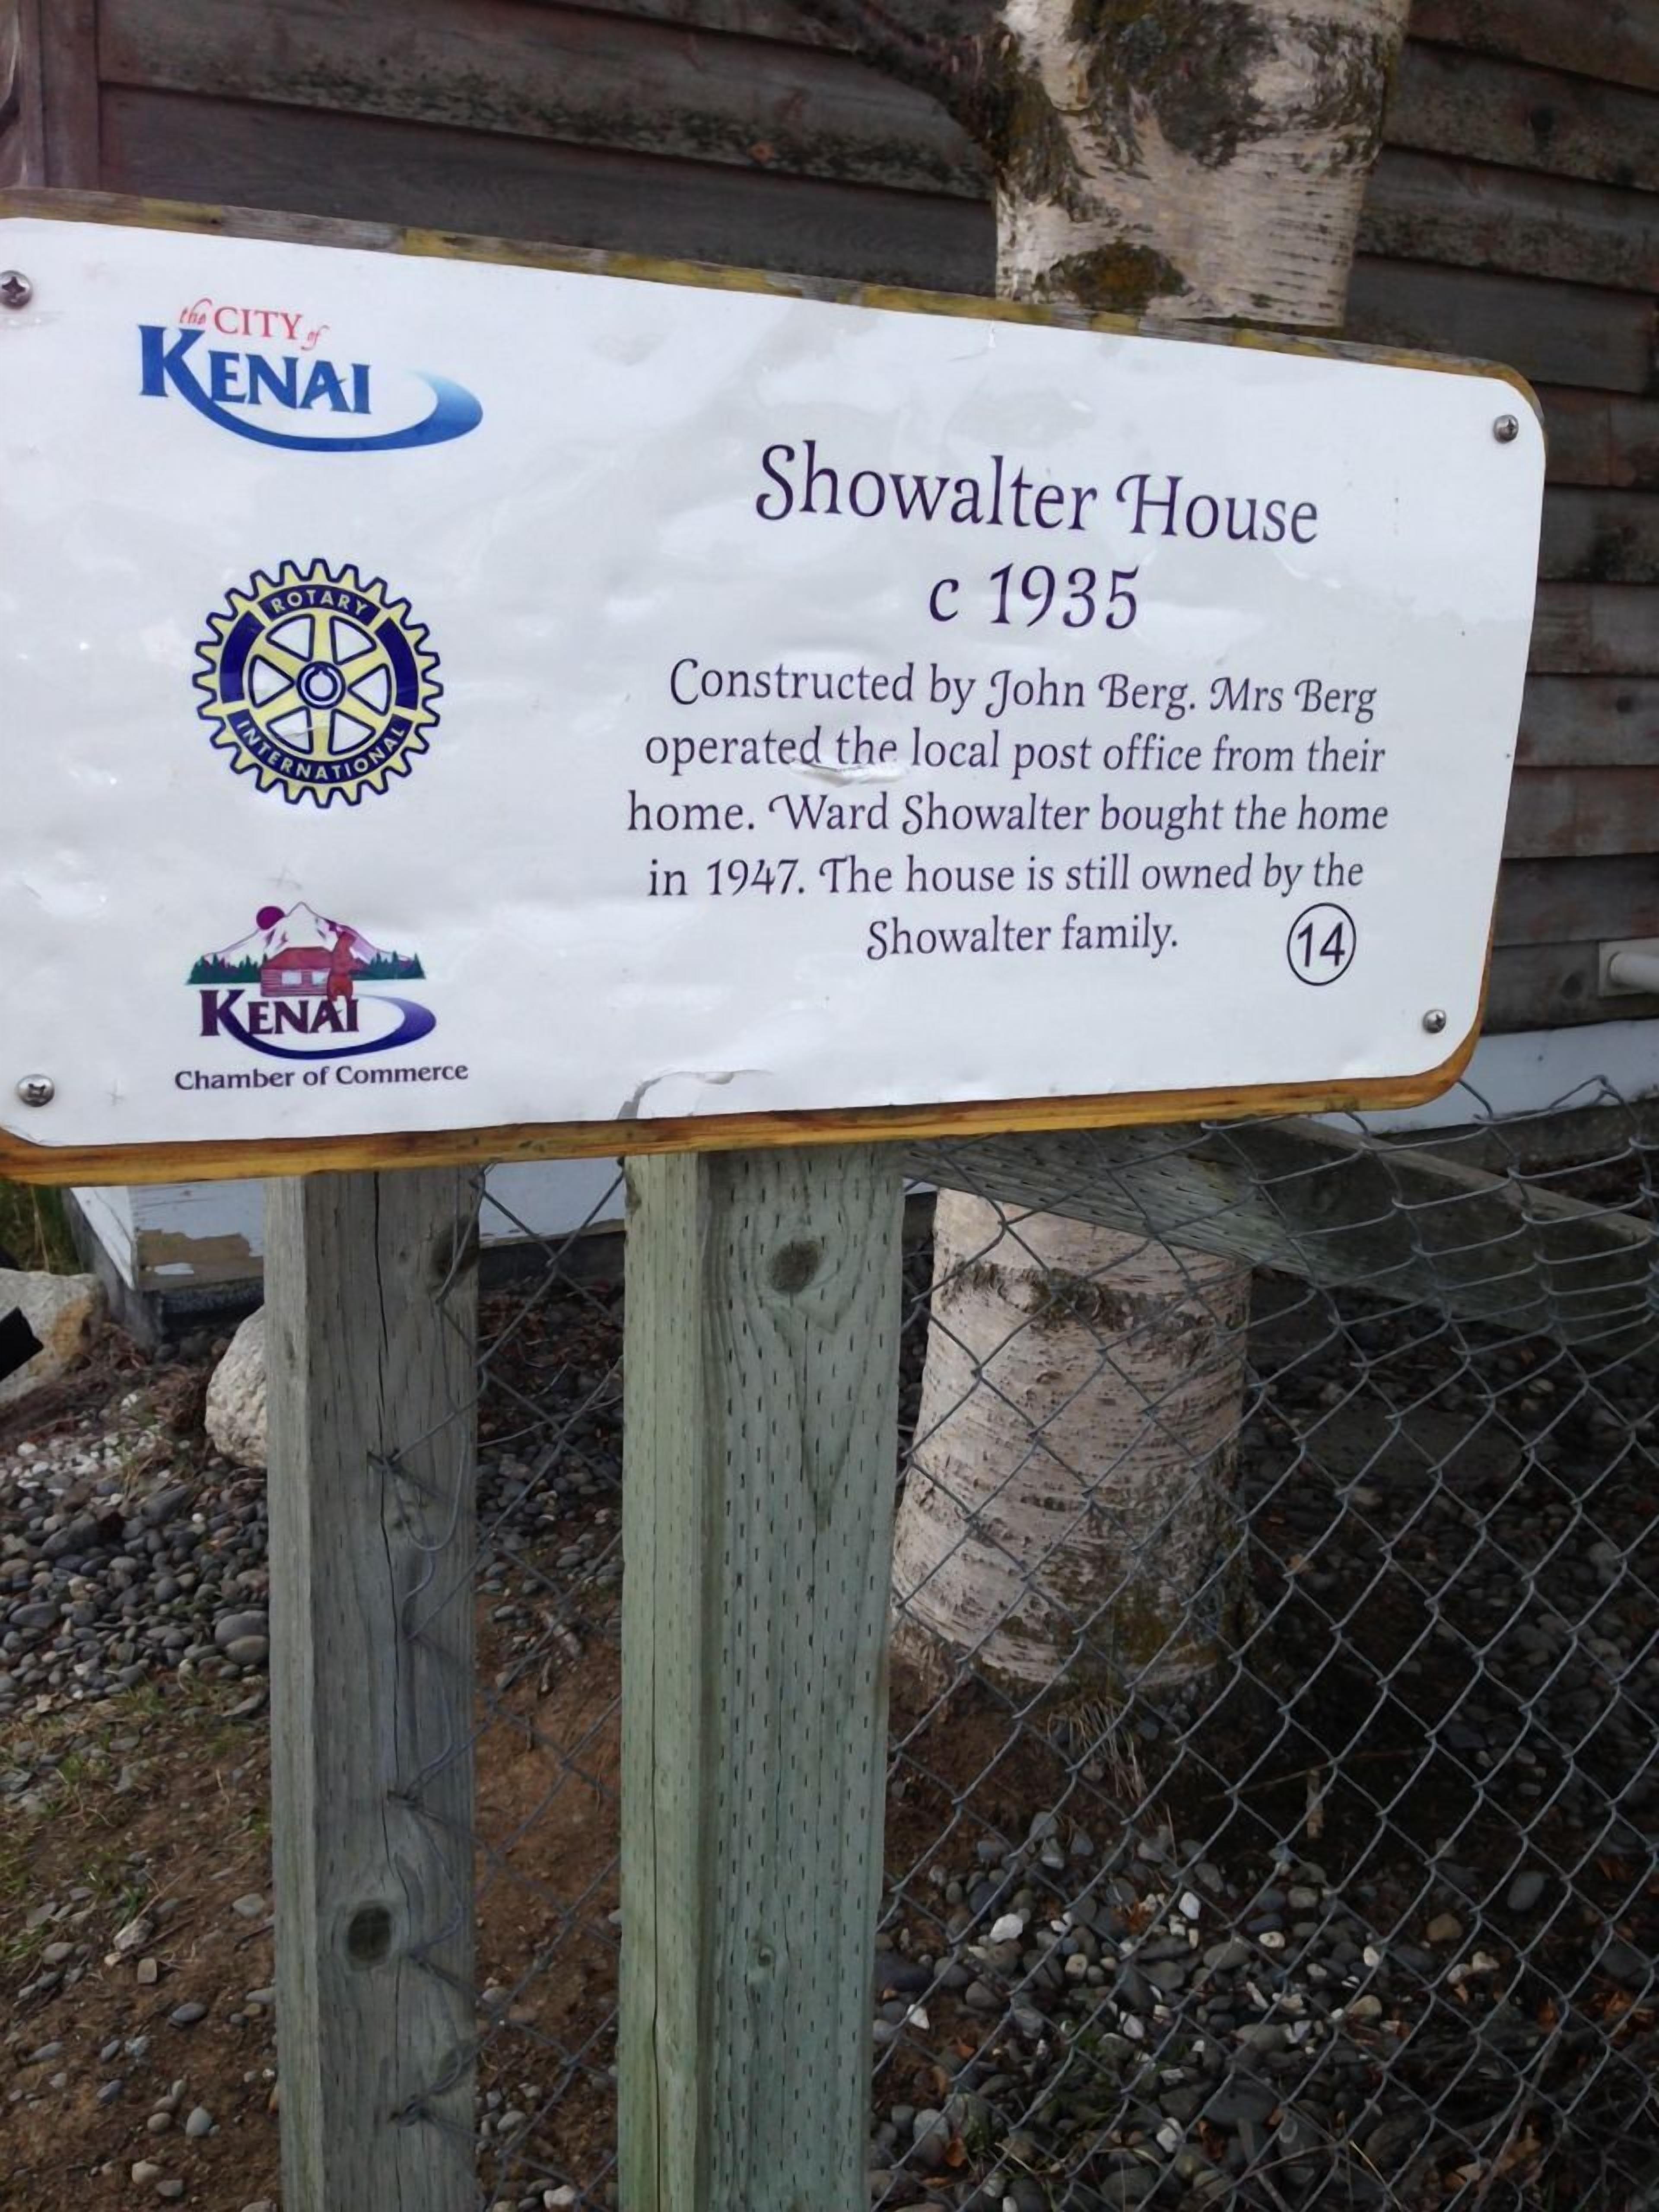 the CITY of
KENAI
ROTARY
INTERNATIONAL
KENAI
Chamber of Commerce
Showalter House
c 1935
Constructed by John Berg. Mrs Berg
operated the local post office from their
home. Ward Showalter bought the home
in 1947. The house is still owned by the
Showalter family.
14